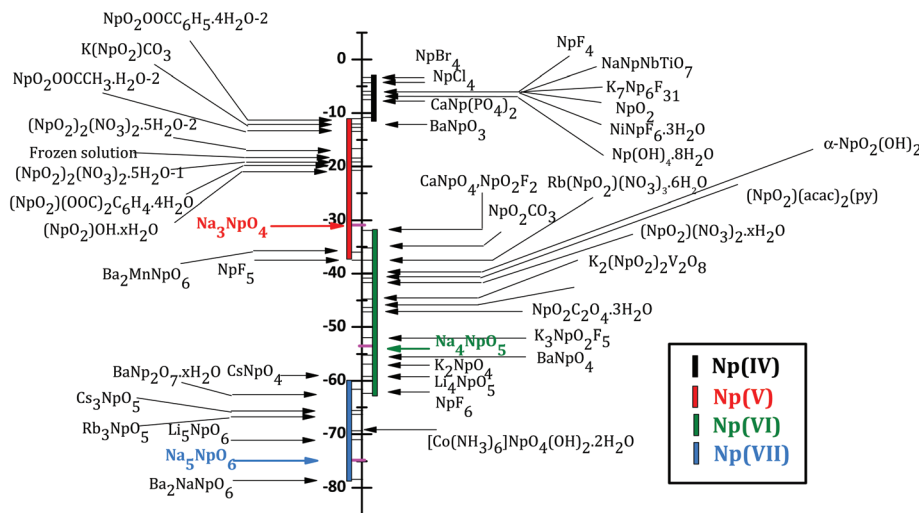 NpO2OOCC6H5.4H2O-2
K(NpO2)CO3
NpO2OOCCH3.H2O-2
(NpO2)2(NO3)2.5H2O-2
Frozen solution
(NpO2)2(NO3)2.5H2O-1
(NpO2)(OOC)2C6H4.4H2O
(NpO2)OH.xH2O
Na3NpO4
Ba2MnNpO6
NpF5
BaNp2O7.xH2O
CsNpO4
Cs3NpO5
Rb3NpO5
Li5NpO6
Na5NpO6
Ba2NaNpO6
0
-10
-20
-30
-40
-50
-60
-70
-80
NpBr4
NpCl4
CaNp(PO4)2
BaNpO3
NpF4
NaNpNbTiO7
K7Np6F31
NpO2
NiNpF6.3H2O
Np(OH)4.8H2O
α-NpO2(OH)2
CaNpO4,NpO2F2
Rb(NpO2)(NO3)3.6H2O
(NpO2)(acac)2(py)
NpO2CO3
(NpO2)(NO3)2.xH2O
K2(NpO2)2V2O8
NpO2C2O4.3H2O
K3NpO2F5
Na4NpO5
BaNpO4
K2NpO4
Li4NpO5
NpF6
[Co(NH3)6]NpO4(OH)2.2H2O
Np(IV)
Np(V)
Np(VI)
Np(VII)